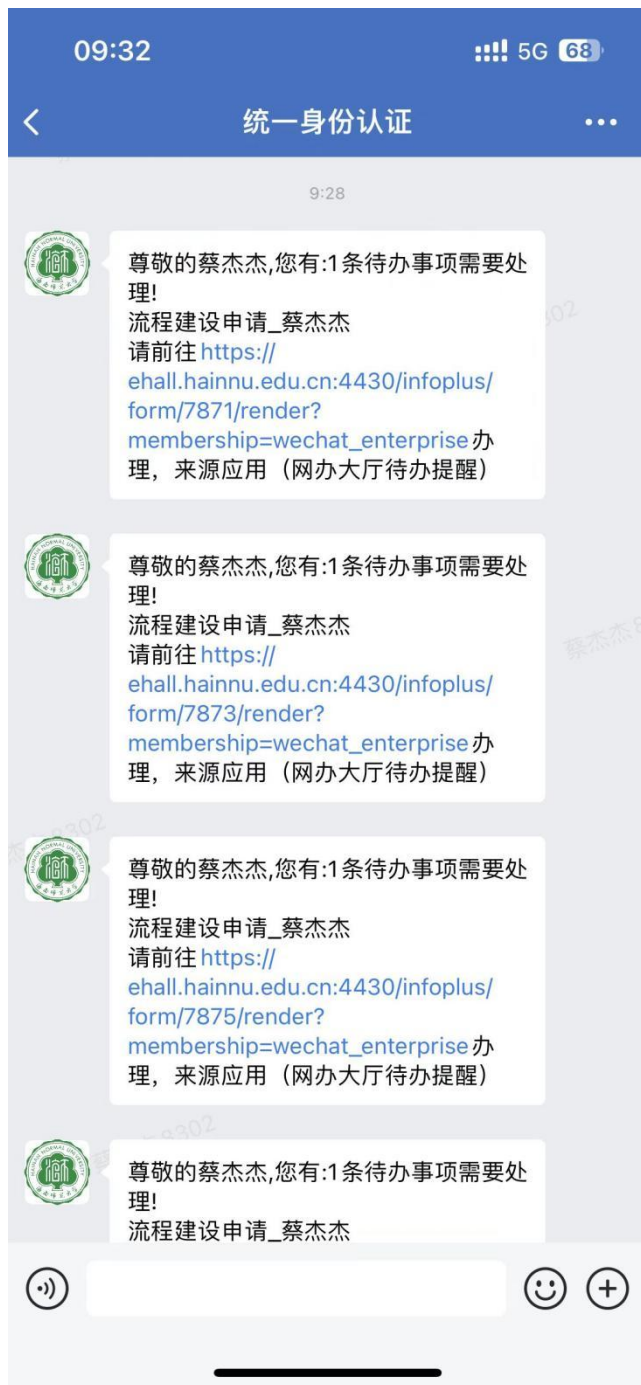 09:32
5G 68
统一身份认证
9:28
尊敬的蔡杰杰,您有:1条待办事项需要处
理!
流程建设申请_蔡杰杰
请前往https://
ehall.hainnu.edu.cn:4430/infoplus/
form/7871/render?
membership=wechat_enterprise办
理，来源应用（网办大厅待办提醒）
尊敬的蔡杰杰,您有:1条待办事项需要处
理!
流程建设申请_蔡杰杰
请前往https://
ehall.hainnu.edu.cn:4430/infoplus/
form/7873/render?
membership=wechat_enterprise办
理，来源应用（网办大厅待办提醒）
尊敬的蔡杰杰,您有:1条待办事项需要处
理!
流程建设申请_蔡杰杰
请前往https://
ehall.hainnu.edu.cn:4430/infoplus/
form/7875/render?
membership=wechat_enterprise办
理，来源应用（网办大厅待办提醒）
尊敬的蔡杰杰,您有:1条待办事项需要处
理!
流程建设申请_蔡杰杰